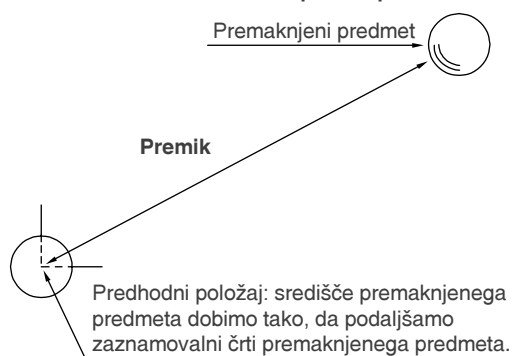 Premaknjeni predmet
Premik
Predhodni položaj: središče premaknjenega
predmeta dobimo tako, da podaljšamo
zaznamovalni črti premaknjenega predmeta.